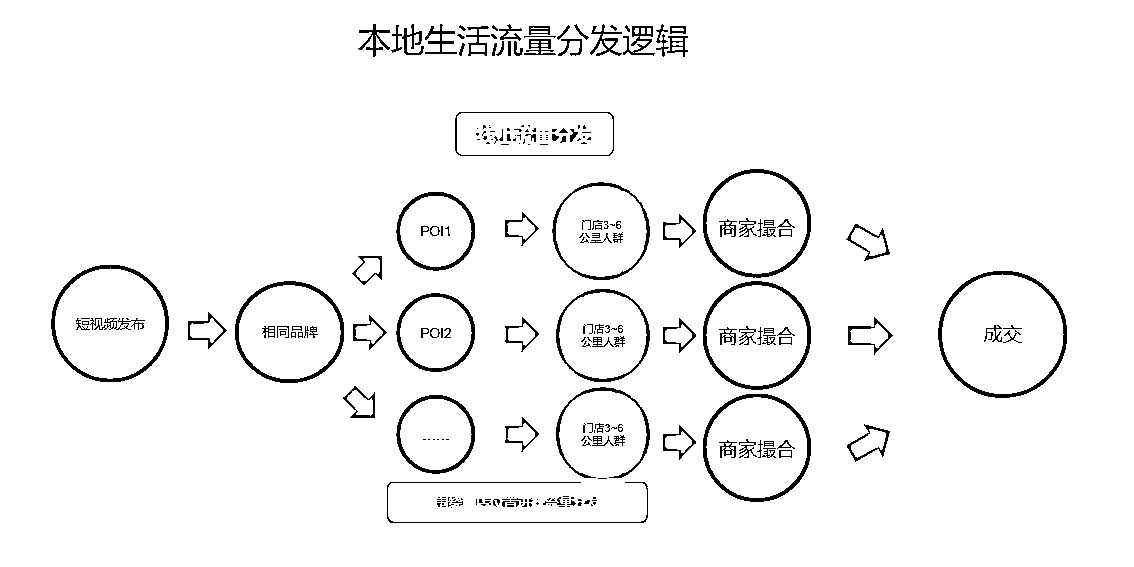 本地生活流量分发逻辑
流量分发
POI1
门店3~6
公里人群
商家撮合
短视频发布
相同品牌
POI2
门店3~6
公里人群
商家撮合
成交
......
门店3~6
公里人群
商家撮合